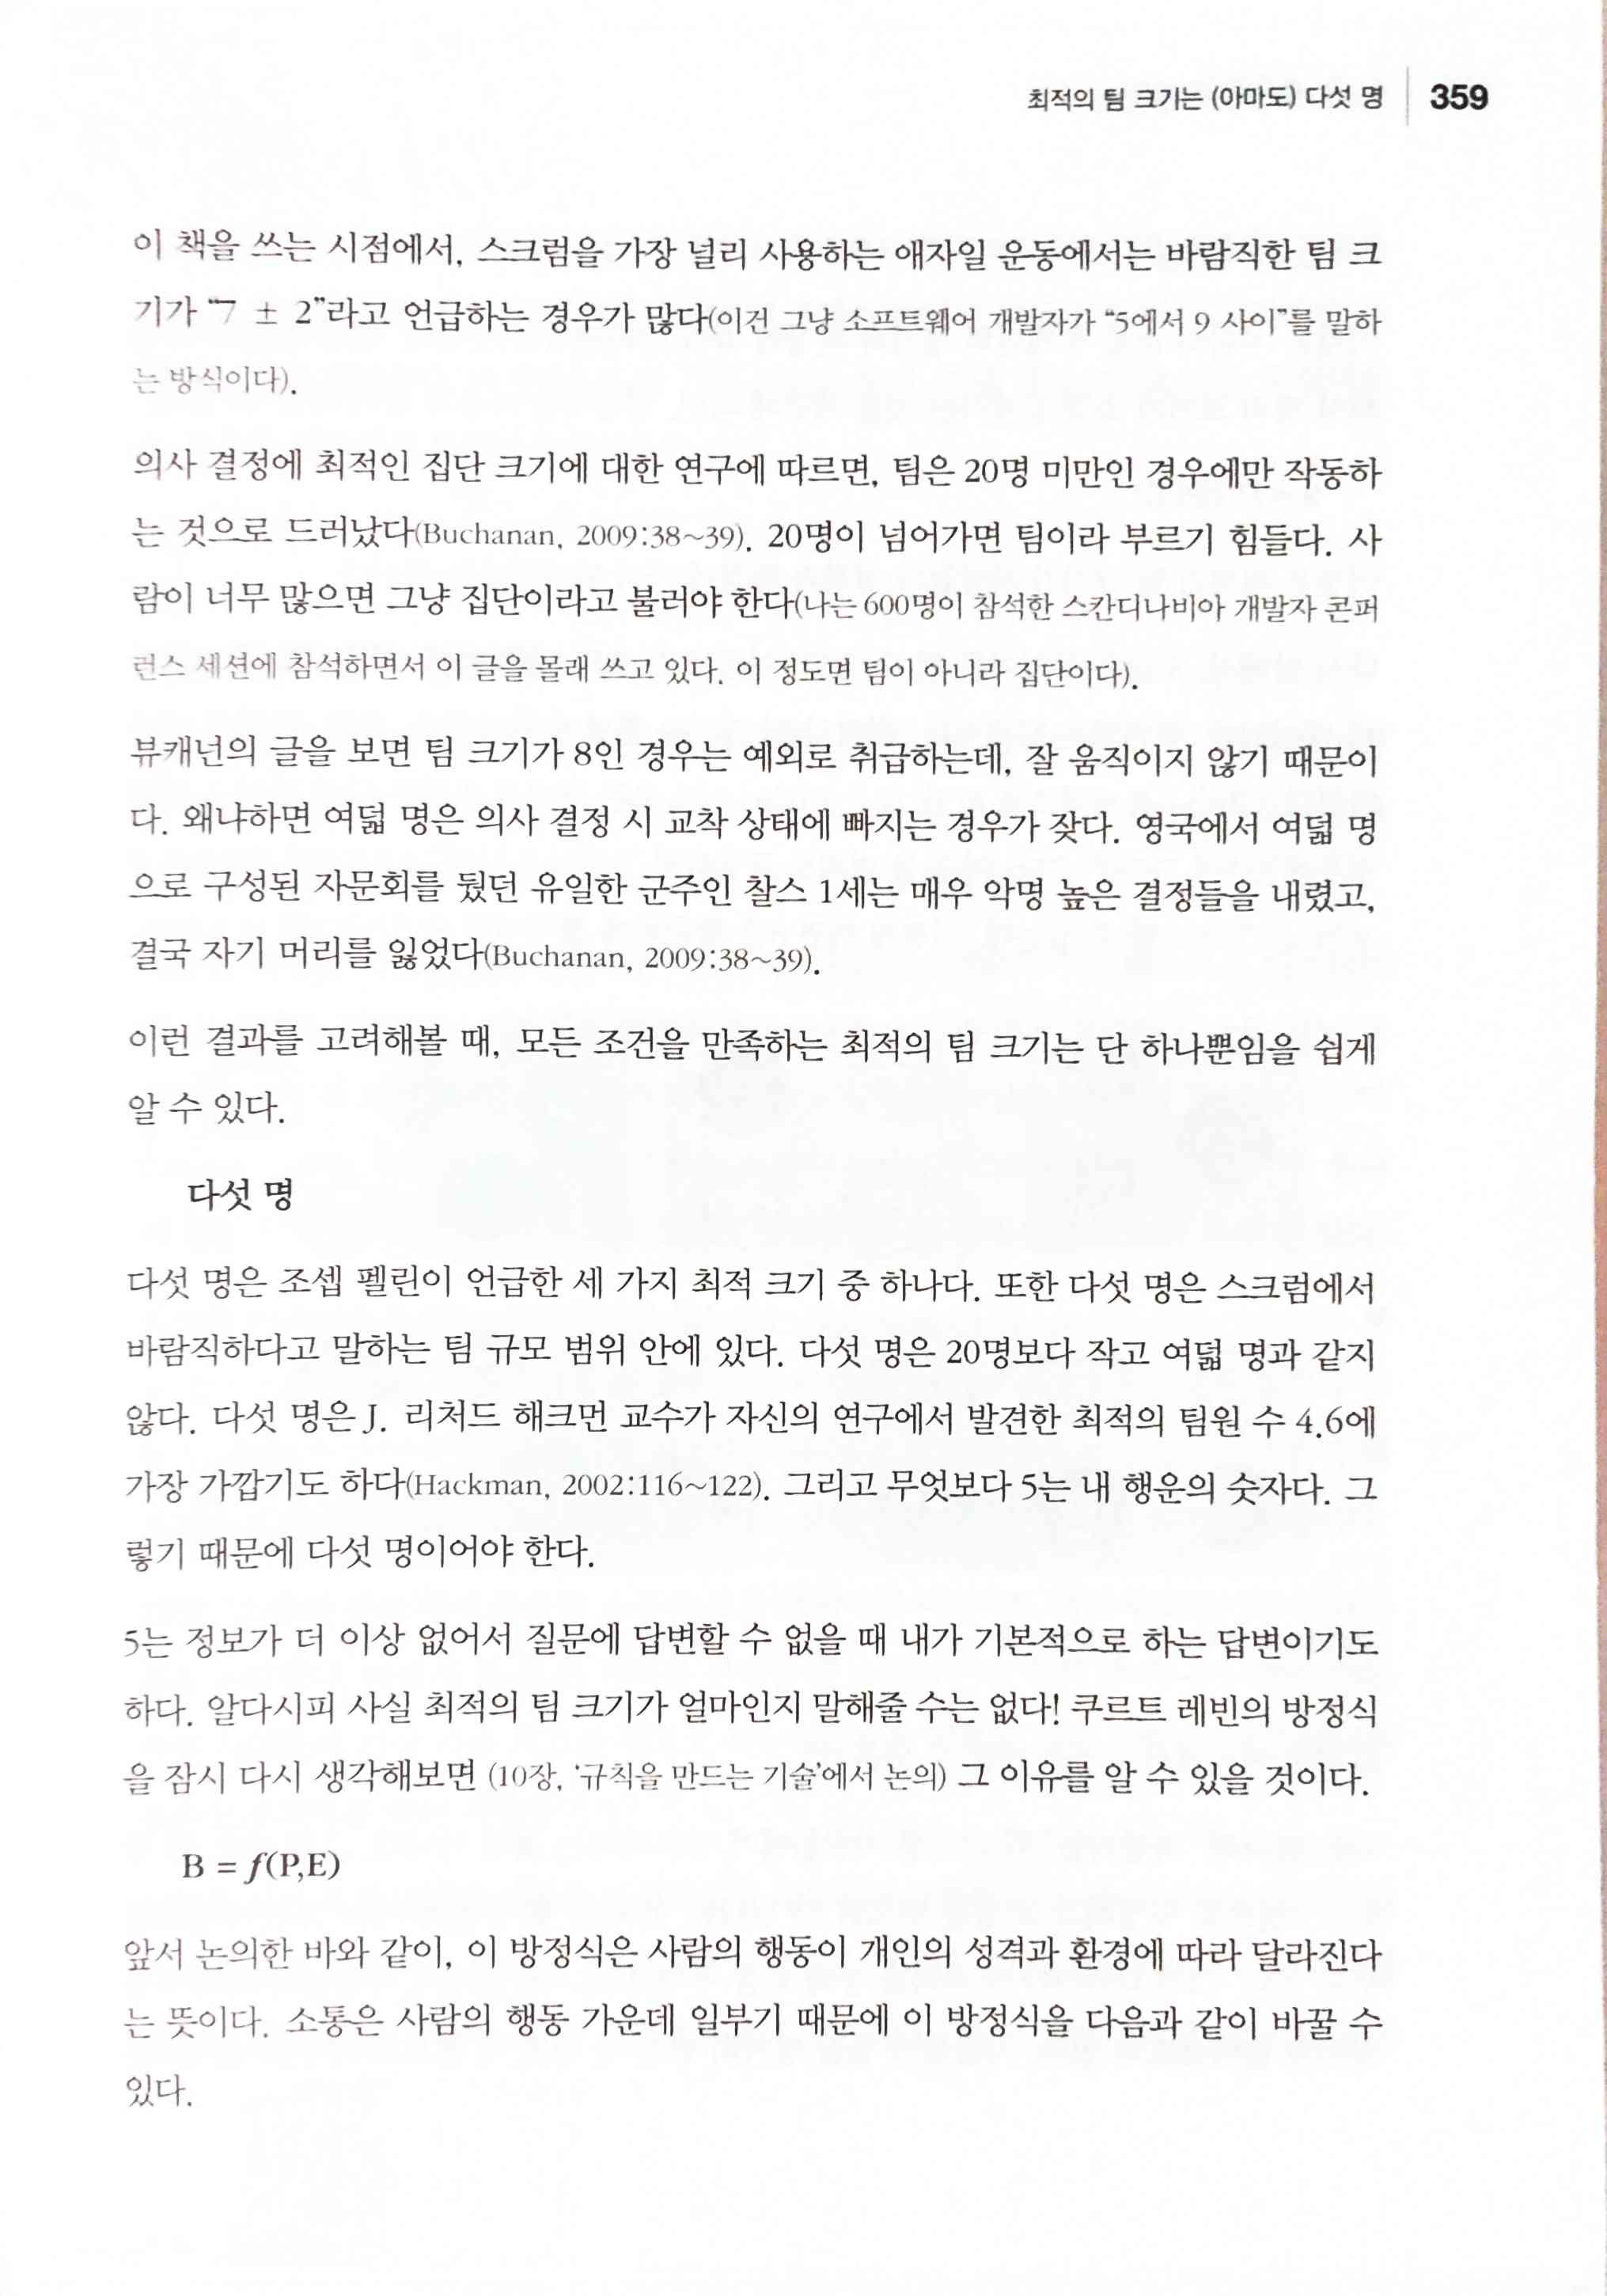 최적의 팀 크기는 (아마도) 다섯 명 359
이 책을 쓰는 시점에서, 스크럼을 가장 널리 사용하는 애자일 운동에서는 바람직한 팀 크
기가 “7 ± 2”라고 언급하는 경우가 많다(이건 그냥 소프트웨어 개발자가 “5에서 9 사이”를 말하
는 방식이다).
의사 결정에 최적인 집단 크기에 대한 연구에 따르면, 팀은 20명 미만인 경우에만 작동하
는 것으로 드러났다(Buchanan, 2009:38~39). 20명이 넘어가면 팀이라 부르기 힘들다. 사
람이 너무 많으면 그냥 집단이라고 불러야 한다(나는 600명이 참석한 스칸디나비아 개발자 콘퍼
런스 세션에 참석하면서 이 글을 몰래 쓰고 있다. 이 정도면 팀이 아니라 집단이다).
뷰캐넌의 글을 보면 팀 크기가 8인 경우는 예외로 취급하는데, 잘 움직이지 않기 때문이
다. 왜냐하면 여덟 명은 의사 결정 시 교착 상태에 빠지는 경우가 잦다. 영국에서 여덟 명
으로 구성된 자문회를 뒀던 유일한 군주인 찰스 1세는 매우 악명 높은 결정들을 내렸고,
결국 자기 머리를 잃었다(Buchanan, 2009:38~39).
이런 결과를 고려해볼 때, 모든 조건을 만족하는 최적의 팀 크기는 단 하나뿐임을 쉽게
알 수 있다.
다섯 명
다섯 명은 조셉 펠린이 언급한 세 가지 최적 크기 중 하나다. 또한 다섯 명은 스크럼에서
바람직하다고 말하는 팀 규모 범위 안에 있다. 다섯 명은 20명보다 작고 여덟 명과 같지
않다. 다섯 명은 J. 리처드 해크먼 교수가 자신의 연구에서 발견한 최적의 팀원 수 4.6에
가장 가깝기도 하다(Hackman, 2002:116~122). 그리고 무엇보다 5는 내 행운의 숫자다. 그
렇기 때문에 다섯 명이어야 한다.
5는 정보가 더 이상 없어서 질문에 답변할 수 없을 때 내가 기본적으로 하는 답변이기도
하다. 알다시피 사실 최적의 팀 크기가 얼마인지 말해줄 수는 없다! 쿠르트 레빈의 방정식
을 잠시 다시 생각해보면 (10장, ‘규칙을 만드는 기술’에서 논의) 그 이유를 알 수 있을 것이다.
B = f(P,E)
앞서 논의한 바와 같이, 이 방정식은 사람의 행동이 개인의 성격과 환경에 따라 달라진다
는 뜻이다. 소통은 사람의 행동 가운데 일부기 때문에 이 방정식을 다음과 같이 바꿀 수
있다.